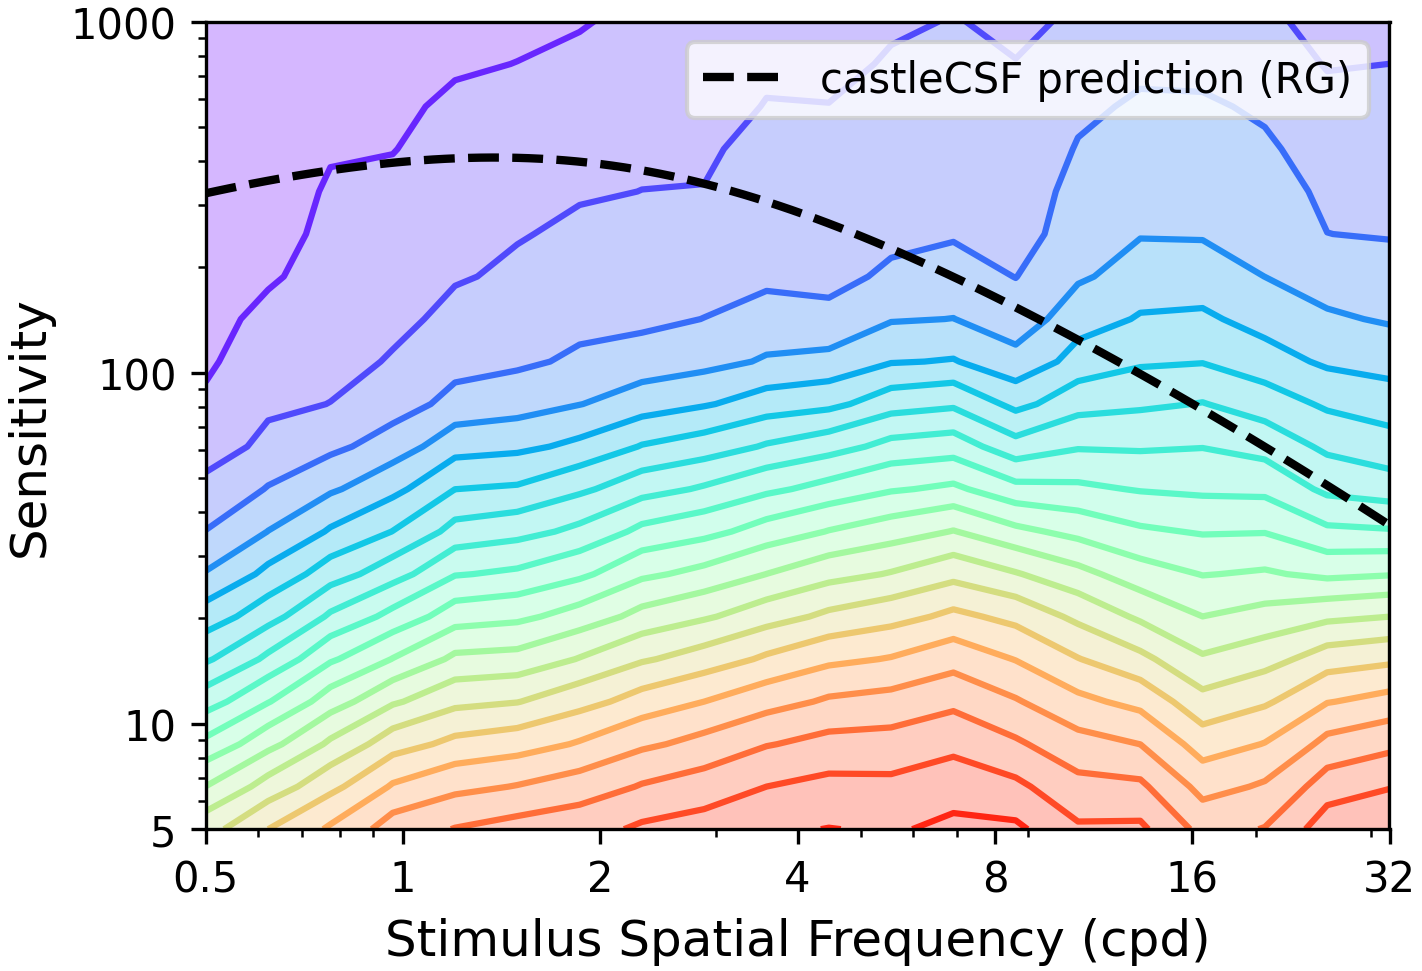 1000
castleCSF prediction (RG)
Sensitivity
100
10
5
0.5 1 2 4 8 16 32
Stimulus Spatial Frequency (cpd)